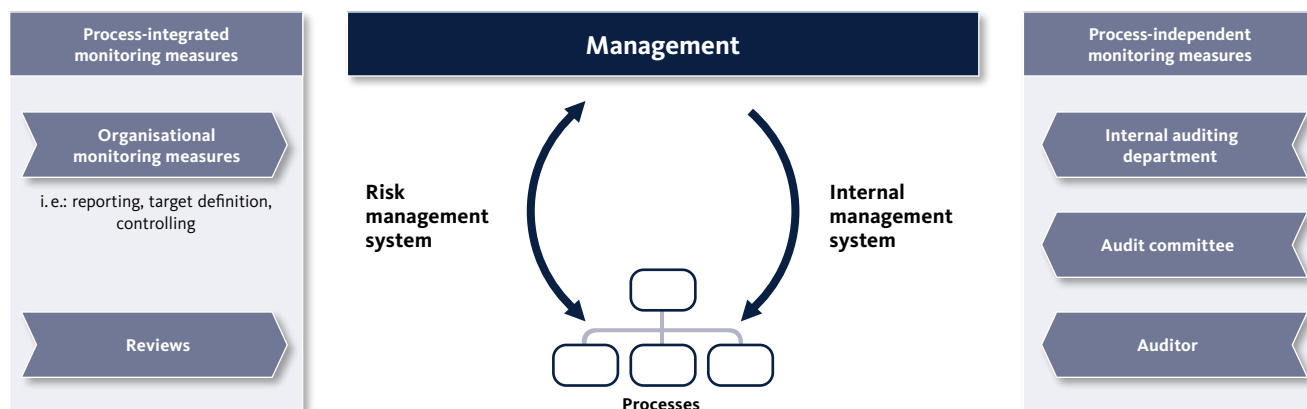 Process-integrated
monitoring measures
Organisational
monitoring measures
i. e.: reporting, target definition,
controlling
Reviews
Management
Risk
management
system
Internal
management
system
Processes
Process-independent
monitoring measures
Internal auditing
department
Audit committee
Auditor